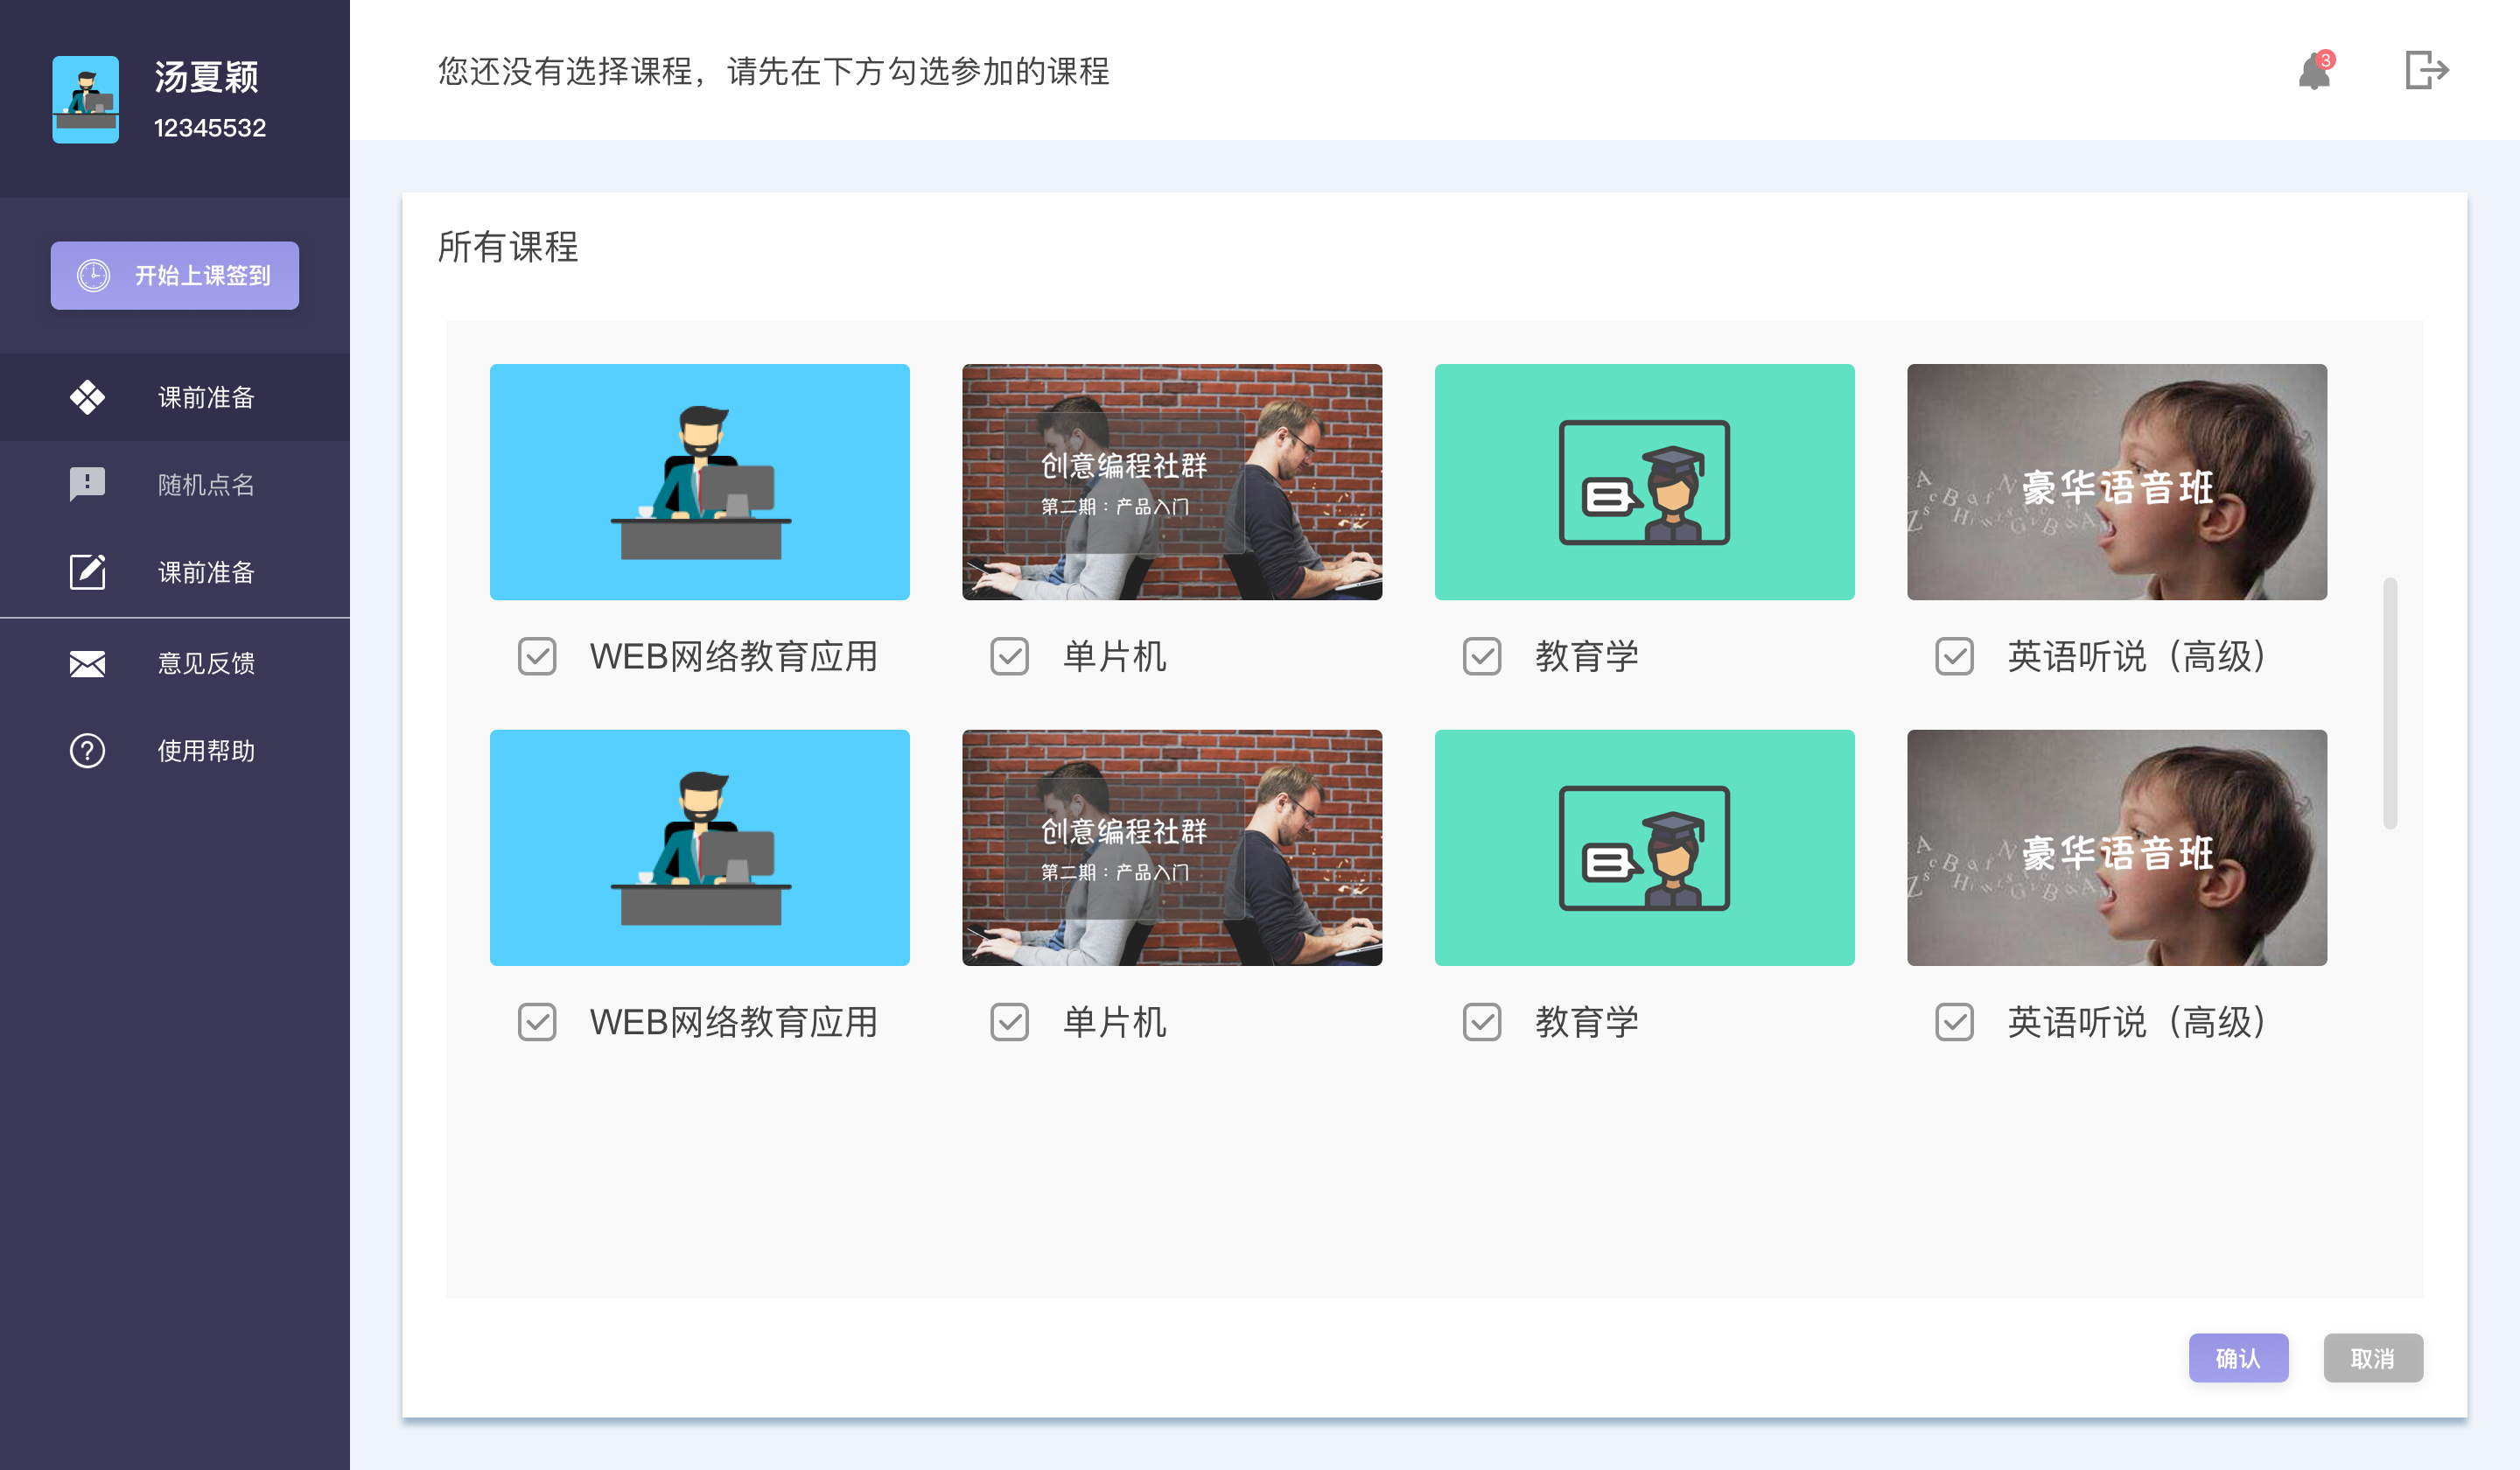 汤夏颖
12345532
开始上课签到
课前准备
随机点名
课前准备
意见反馈
使用帮助
您还没有选择课程，请先在下方勾选参加的课程
3
所有课程
创意编程社群
第二期：产品入门
豪华语音班
WEB网络教育应用
单片机
教育学
英语听说（高级）
创意编程社群
第二期：产品入门
豪华语音班
WEB网络教育应用
单片机
教育学
英语听说（高级）
确认
取消